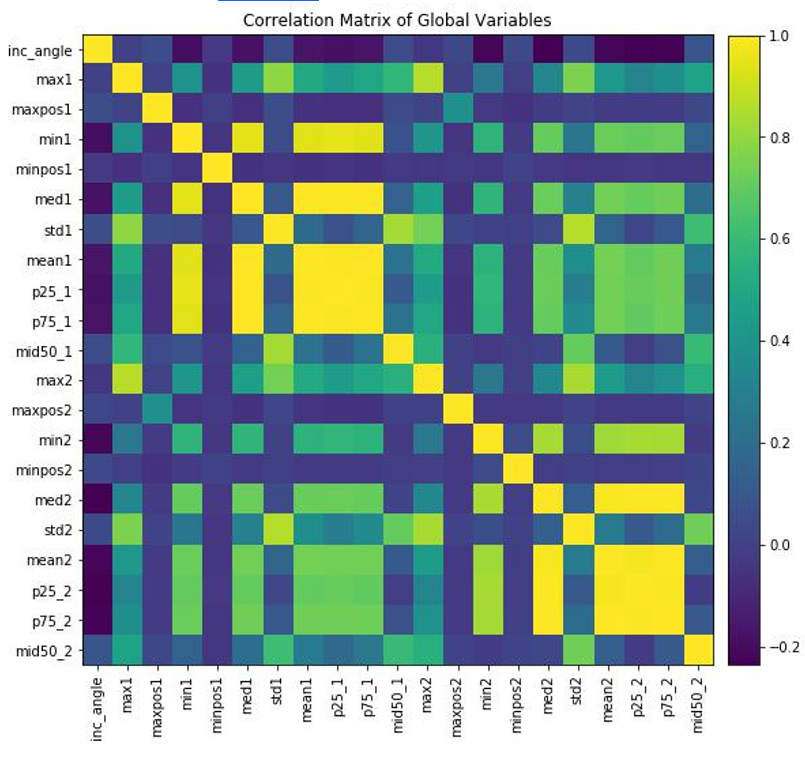 Correlation Matrix of Global Variables
inc_angle
max1
maxpos1
min1
minpos1
med1
std1
mean1
p25_1
p75_1
mid50_1
max2
maxpos2
min2
minpos2
med2
std2
mean2
p25_2
p75_2
mid50_2
inc_angle
max1
maxpos1
min1
minpos1
med1
std1
mean1
p25_1
p75_1
mid50_1
max2
maxpos2
min2
minpos2
med2
std2
mean2
p25_2
p75_2
mid50_2
1.0
0.8
0.6
0.4
0.2
0.0
−0.2